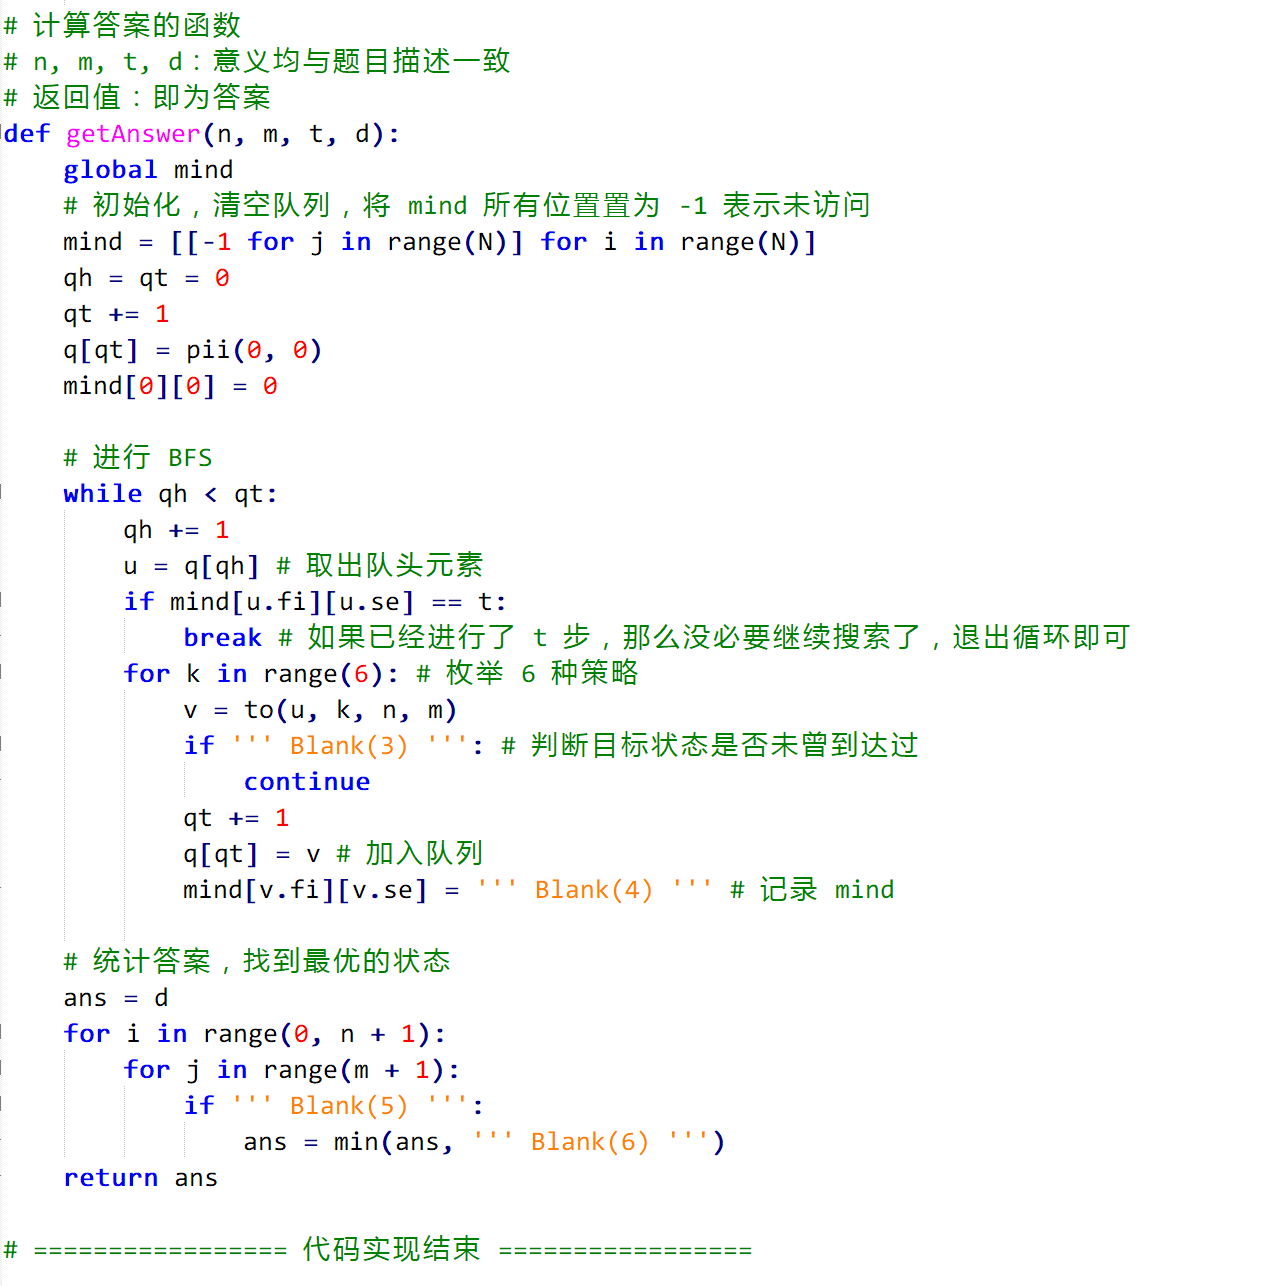 # 计算答案的函数
# n, m, t, d：意义均与题目描述一致
# 返回值：即为答案
def getAnswer(n, m, t, d):
    global mind
    # 初始化，清空队列，将 mind 所有位置置为 -1 表示未访问
    mind = [[-1 for j in range(N)] for i in range(N)]
    qh = qt = 0
    qt += 1
    q[qt] = pii(0, 0)
    mind[0][0] = 0

    # 进行 BFS
    while qh < qt:
        qh += 1
        u = q[qh] # 取出队头元素
        if mind[u.fi][u.se] == t:
            break # 如果已经进行了 t 步，那么没必要继续搜索了，退出循环即可
        for k in range(6): # 枚举 6 种策略
            v = to(u, k, n, m)
            if ''' Blank(3) ''': # 判断目标状态是否未曾到达过
                continue
            qt += 1
            q[qt] = v # 加入队列
            mind[v.fi][v.se] = ''' Blank(4) ''' # 记录 mind

    # 统计答案，找到最优的状态
    ans = d
    for i in range(0, n + 1):
        for j in range(m + 1):
            if ''' Blank(5) ''':
                ans = min(ans, ''' Blank(6) ''')
    return ans

# ================= 代码实现结束 =================